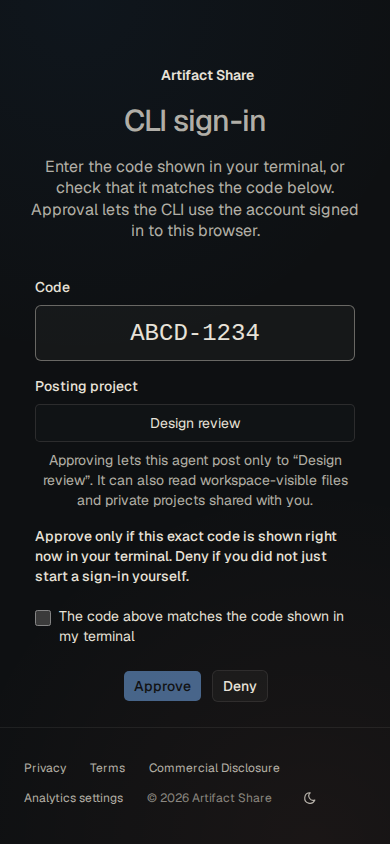 Artifact Share
CLI sign-in
Enter the code shown in your terminal, or
check that it matches the code below.
Approval lets the CLI use the account signed
in to this browser.
Code
ABCD-1234
Posting project
Design review
Approving lets this agent post only to “Design
review”. It can also read workspace-visible files
and private projects shared with you.
Approve only if this exact code is shown right
now in your terminal. Deny if you did not just
start a sign-in yourself.
The code above matches the code shown in
my terminal
Approve Deny
Privacy Terms Commercial Disclosure
Analytics settings © 2026 Artifact Share